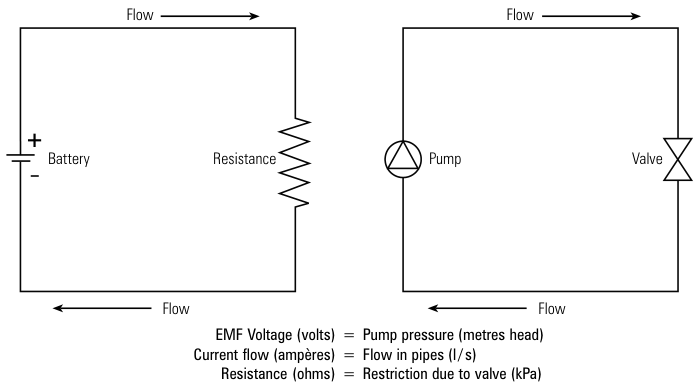 Flow
Flow
+
Battery
-
Resistance
Pump
Valve
Flow
Flow
EMF Voltage (volts) = Pump pressure (metres head)
Current flow (ampères) = Flow in pipes (l/s)
Resistance (ohms) = Restriction due to valve (kPa)